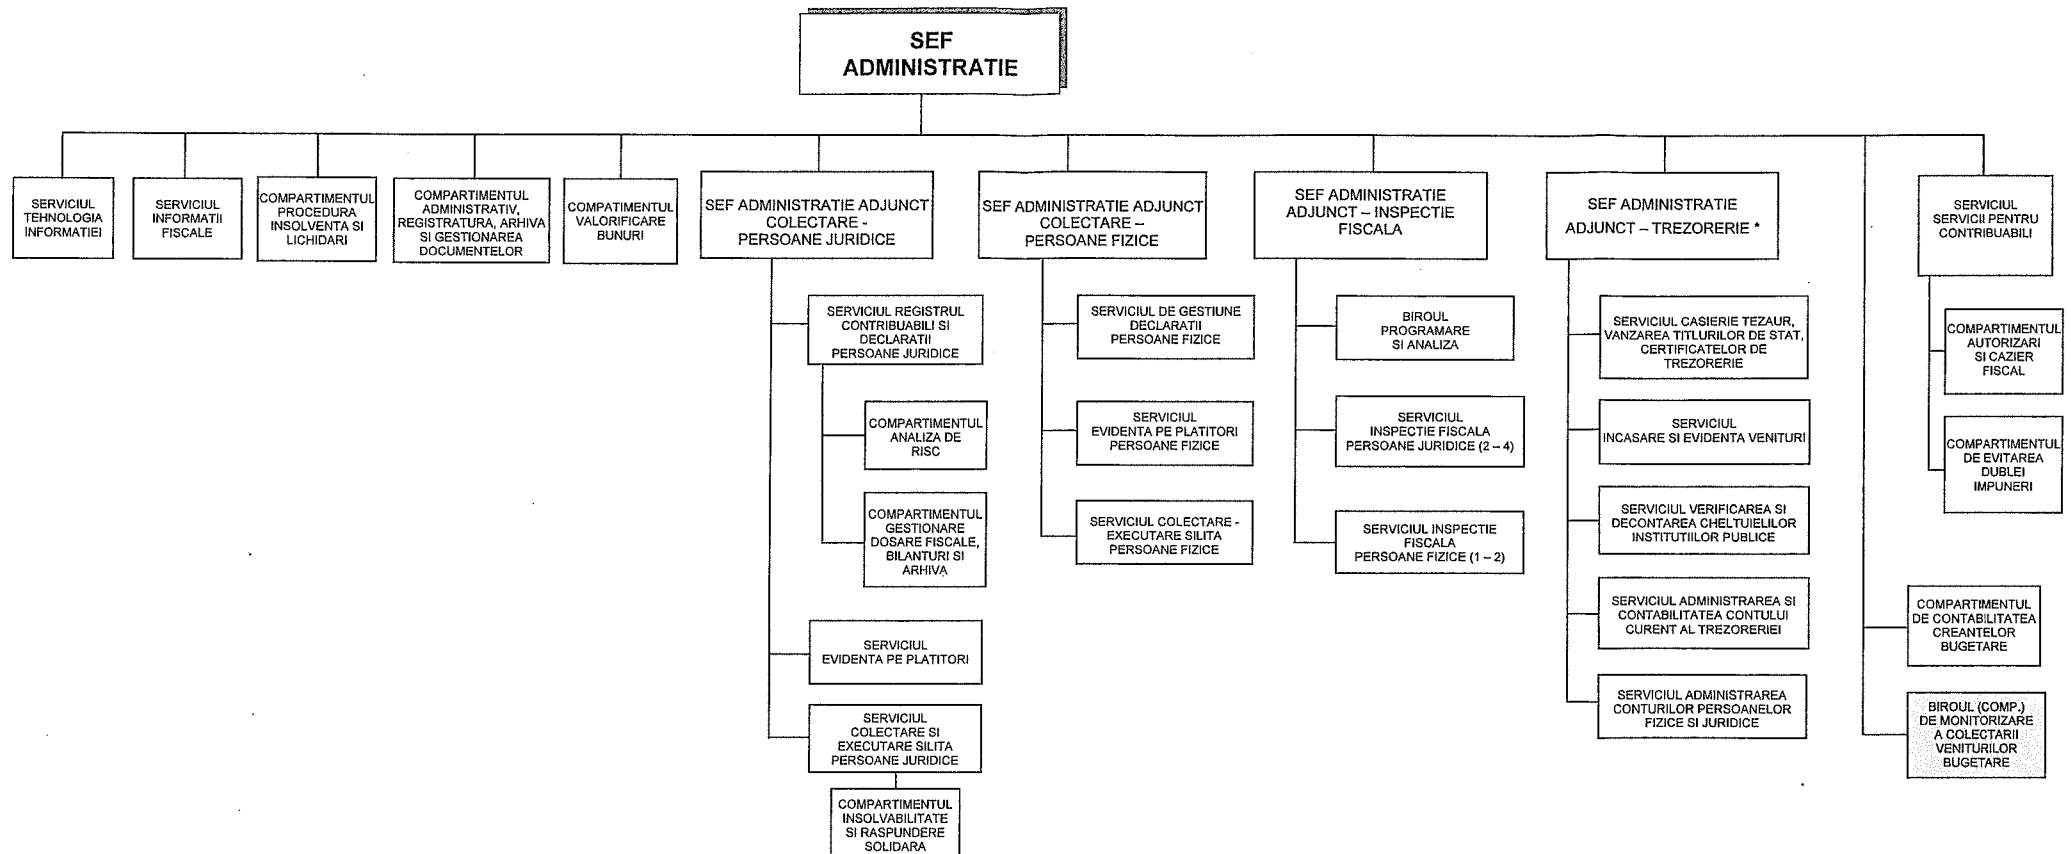 SEF
ADMINISTRATIE
SERVICIUL
TEHNOLOGIA
INFORMATIEI
SERVICIUL
INFORMATII
FISCALE
COMPARTIMENTUL
PROCEDURA
INSOLVENTA SI
LICHIDARI
COMPARTIMENTUL
ADMINISTRATIV,
REGISTRATURA, ARHIVA
SI GESTIONAREA
DOCUMENTELOR
COMPATIMENTUL
VALORIFICARE
BUNURI
SEF ADMINISTRATIE ADJUNCT
COLECTARE -
PERSOANE JURIDICE
SERVICIUL REGISTRUL
CONTRIBUABILI SI
DECLARATII
PERSOANE JURIDICE
COMPARTIMENTUL
ANALIZA DE
RISC
COMPARTIMENTUL
GESTIONARE
DOSARE FISCALE,
BILANTURI SI
ARHIVA
SERVICIUL
EVIDENTA PE PLATITORI
SERVICIUL
COLECTARE SI
EXECUTARE SILITA
PERSOANE JURIDICE
COMPARTIMENTUL
INSOLVABILITATE
SI RASPUNDERE
SOLIDARA
SEF ADMINISTRATIE ADJUNCT
COLECTARE –
PERSOANE FIZICE
SERVICIUL DE GESTIUNE
DECLARATII
PERSOANE FIZICE
SERVICIUL
EVIDENTA PE PLATITORI
PERSOANE FIZICE
SERVICIUL COLECTARE -
EXECUTARE SILITA
PERSOANE FIZICE
SEF ADMINISTRATIE
ADJUNCT – INSPECTIE
FISCALA
BIROUL
PROGRAMARE
SI ANALIZA
SERVICIUL
INSPECTIE FISCALA
PERSOANE JURIDICE (2 – 4)
SERVICIUL INSPECTIE
FISCALA
PERSOANE FIZICE (1 – 2)
SEF ADMINISTRATIE
ADJUNCT – TREZORERIE *
SERVICIUL CASIERIE TEZAUR,
VANZAREA TITLURILOR DE STAT,
CERTIFICATELOR DE
TREZORERIE
SERVICIUL
INCASARE SI EVIDENTA VENITURI
SERVICIUL VERIFICAREA SI
DECONTAREA CHELTUIELILOR
INSTITUTIILOR PUBLICE
SERVICIUL ADMINISTRAREA SI
CONTABILITATEA CONTULUI
CURENT AL TREZORERIEI
SERVICIUL ADMINISTRAREA
CONTURILOR PERSOANELOR
FIZICE SI JURIDICE
SERVICIUL
SERVICII PENTRU
CONTRIBUABILI
COMPARTIMENTUL
AUTORIZARI
SI CAZIER
FISCAL
COMPARTIMENTUL
DE EVITAREA
DUBLEI
IMPUNERI
COMPARTIMENTUL
DE CONTABILITATEA
CREANTELOR
BUGETARE
BIROUL (COMP.)
DE MONITORIZARE
A COLECTARII
VENITURILOR
BUGETARE